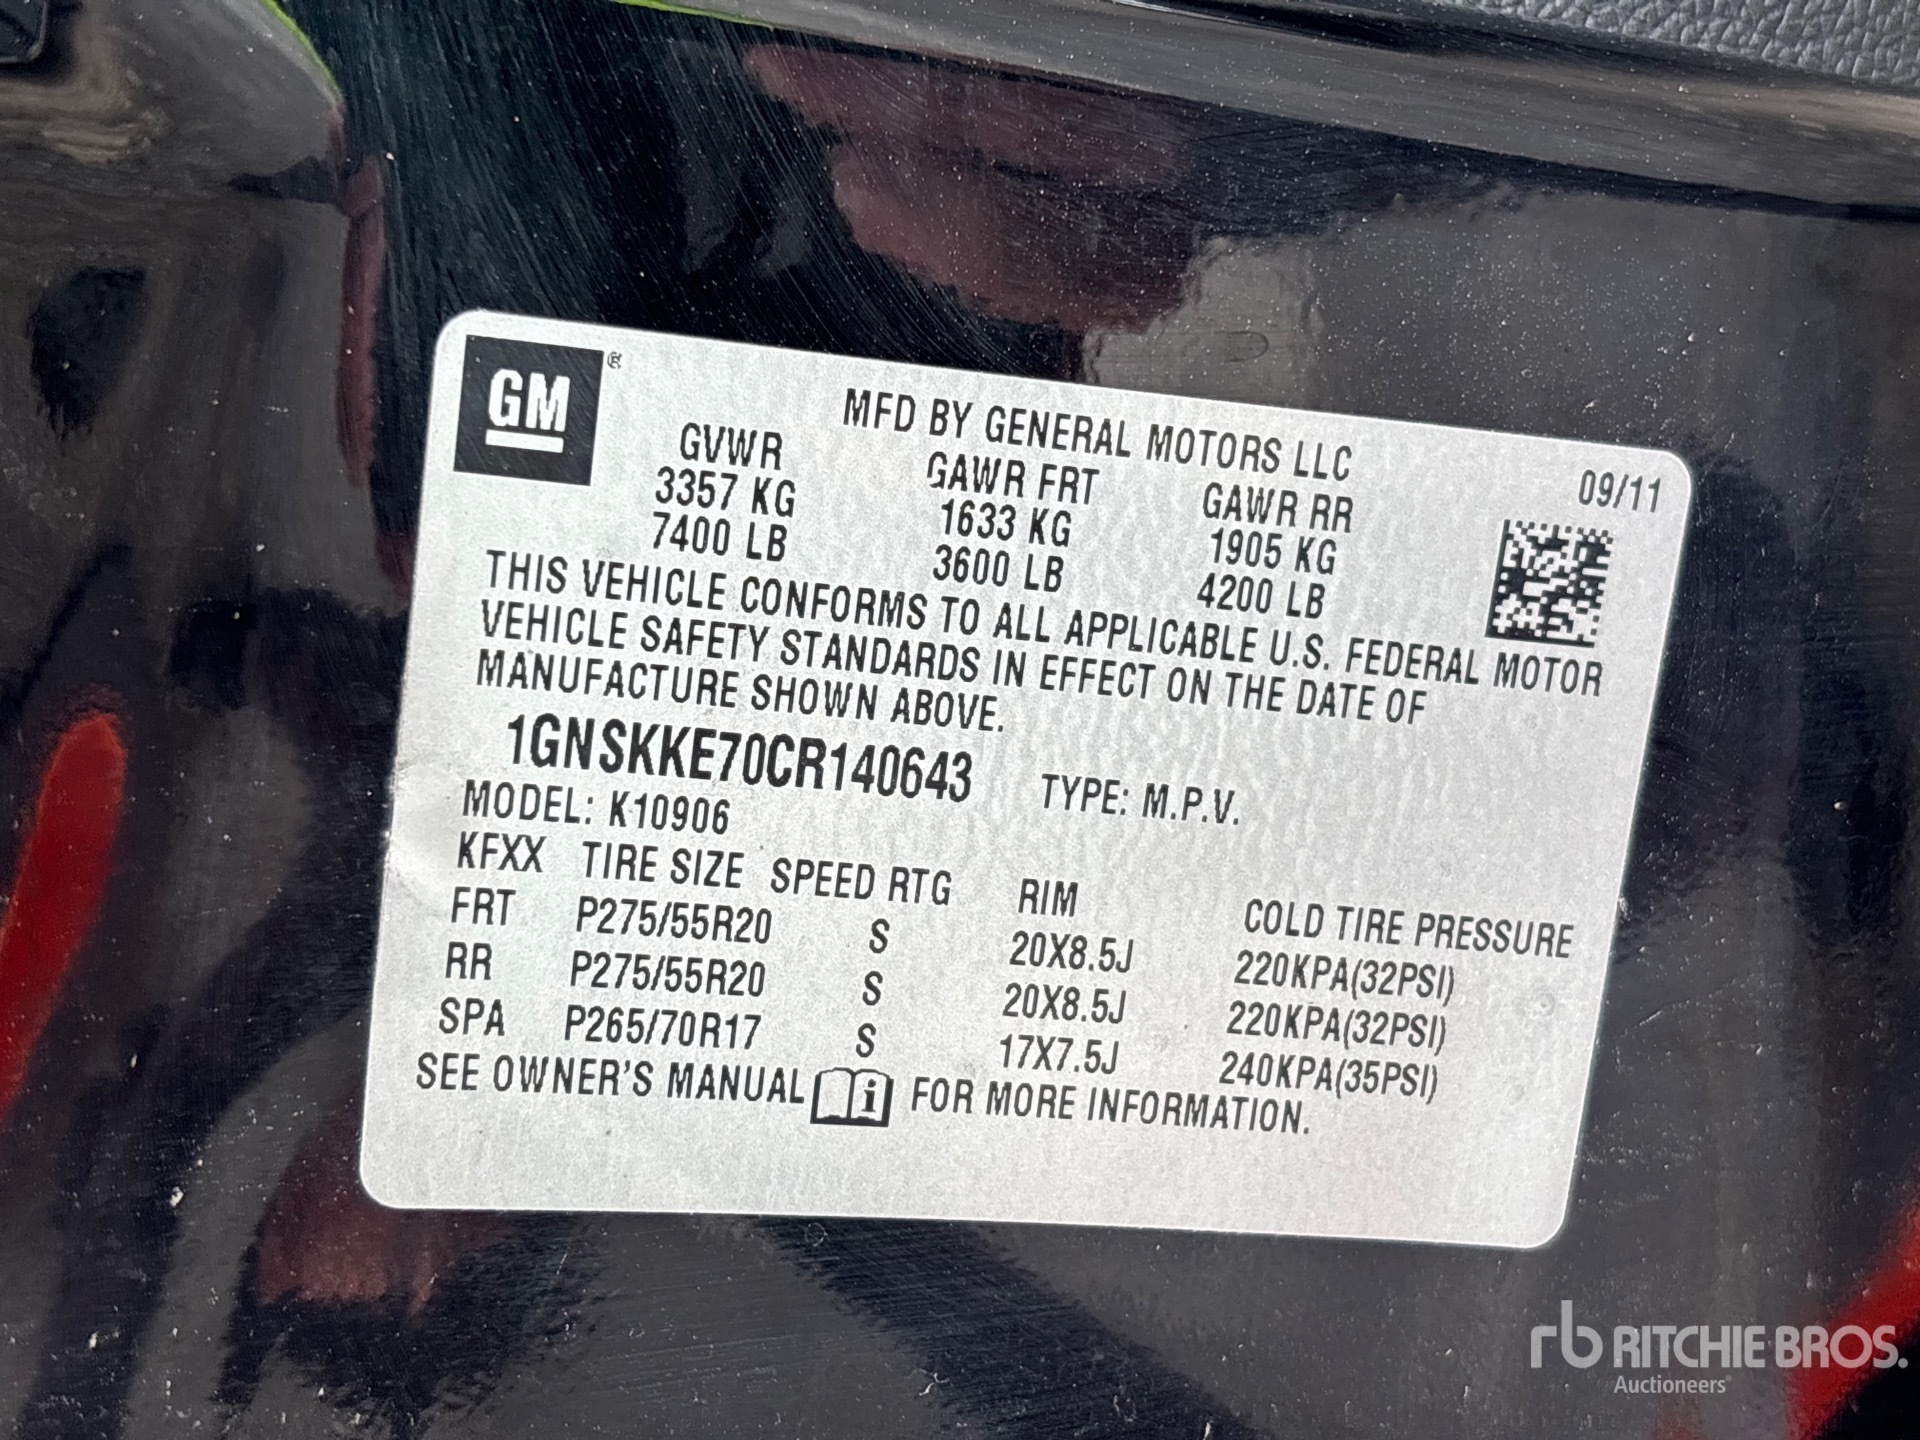 GM ®
MFD BY GENERAL MOTORS LLC
09/11
GVWR GAWR FRT GAWR RR
3357 KG 1633 KG 1905 KG
7400 LB 3600 LB 4200 LB
THIS VEHICLE CONFORMS TO ALL APPLICABLE U.S. FEDERAL MOTOR
VEHICLE SAFETY STANDARDS IN EFFECT ON THE DATE OF
MANUFACTURE SHOWN ABOVE.
1GNSKKE70CR140643 TYPE: M.P.V.
MODEL: K10906
KFXX TIRE SIZE SPEED RTG RIM COLD TIRE PRESSURE
FRT P275/55R20 S 20X8.5J 220KPA(32PSI)
RR P275/55R20 S 20X8.5J 220KPA(32PSI)
SPA P265/70R17 S 17X7.5J 240KPA(35PSI)
SEE OWNER'S MANUAL i FOR MORE INFORMATION.
rb RITCHIE BROS.
Auctioneers